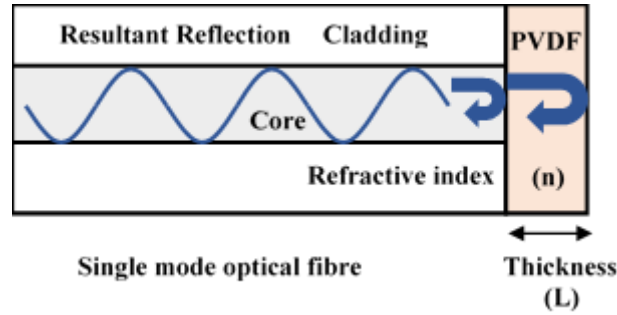 Resultant Reflection Cladding PVDF
Core
Refractive index (n)
Single mode optical fibre Thickness
(L)